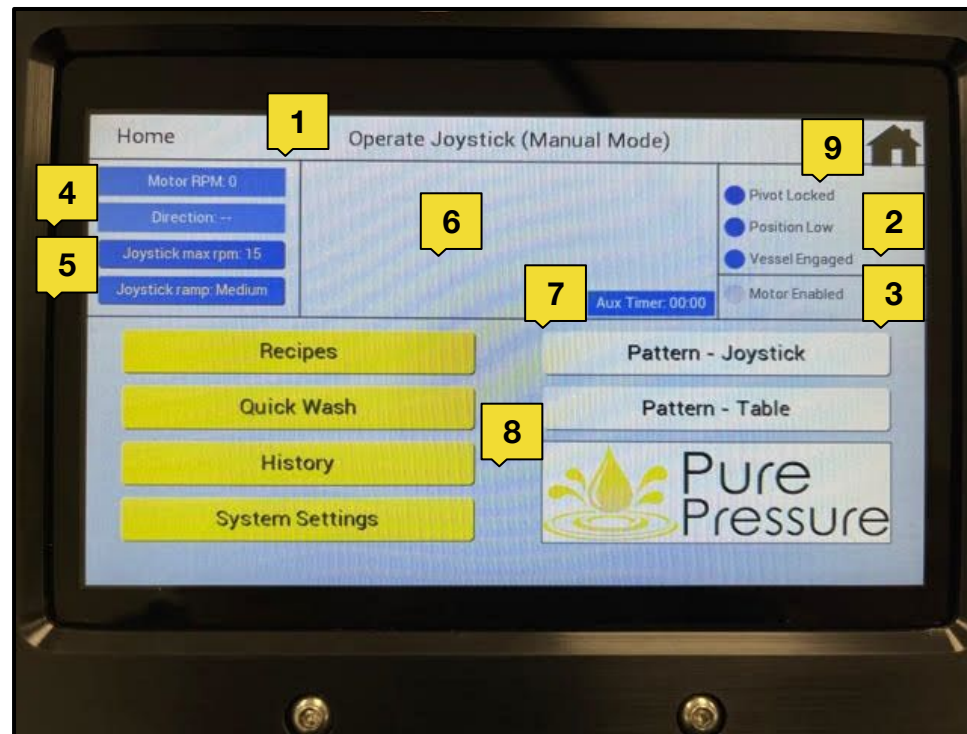 1
Home
Operate Joystick (Manual Mode)
9
4
Motor RPM: 0
Direction: --
5
Joystick max rpm: 15
Joystick ramp: Medium
6
7
Aux Timer: 00:00
Pivot Locked
Position Low
2
Vessel Engaged
Motor Enabled
3
Recipes
Quick Wash
History
System Settings
8
Pattern - Joystick
Pattern - Table
Pure
Pressure